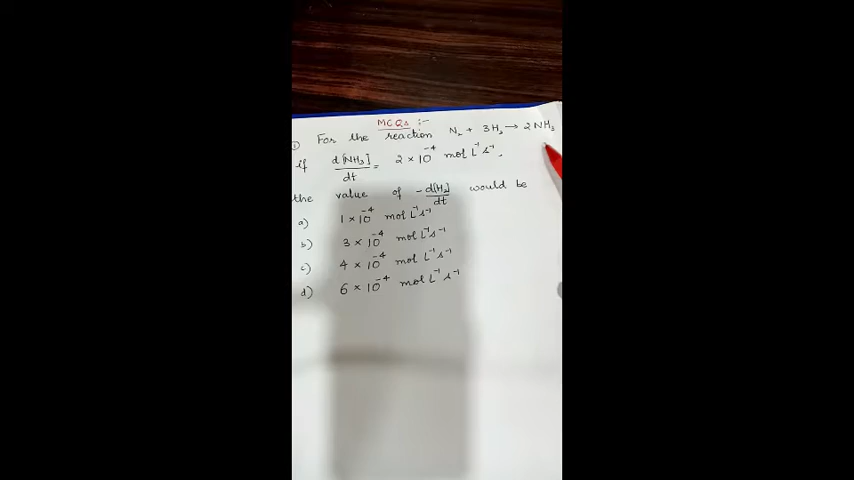 MCQs :-
① For the reaction N₂ + 3H₂ → 2NH₃
If d[NH₃]/dt = 2 × 10⁻⁴ mol L⁻¹ s⁻¹.
the value of -d[H₂]/dt would be
a) 1 × 10⁻⁴ mol L⁻¹ s⁻¹
b) 3 × 10⁻⁴ mol L⁻¹ s⁻¹
c) 4 × 10⁻⁴ mol L⁻¹ s⁻¹
d) 6 × 10⁻⁴ mol L⁻¹ s⁻¹